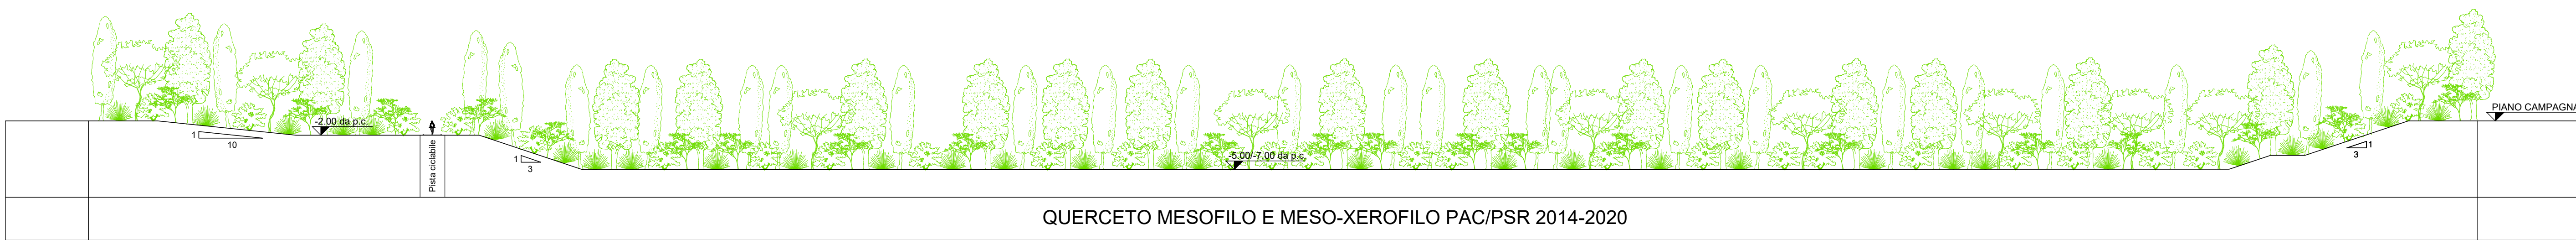 PIANO CAMPAGNA
-2.00 da p.c.
1
10
Pista ciclabile
1
3
-5.00/-7.00 da p.c.
1
3
QUERCETO MESOFILO E MESO-XEROFILO PAC/PSR 2014-2020